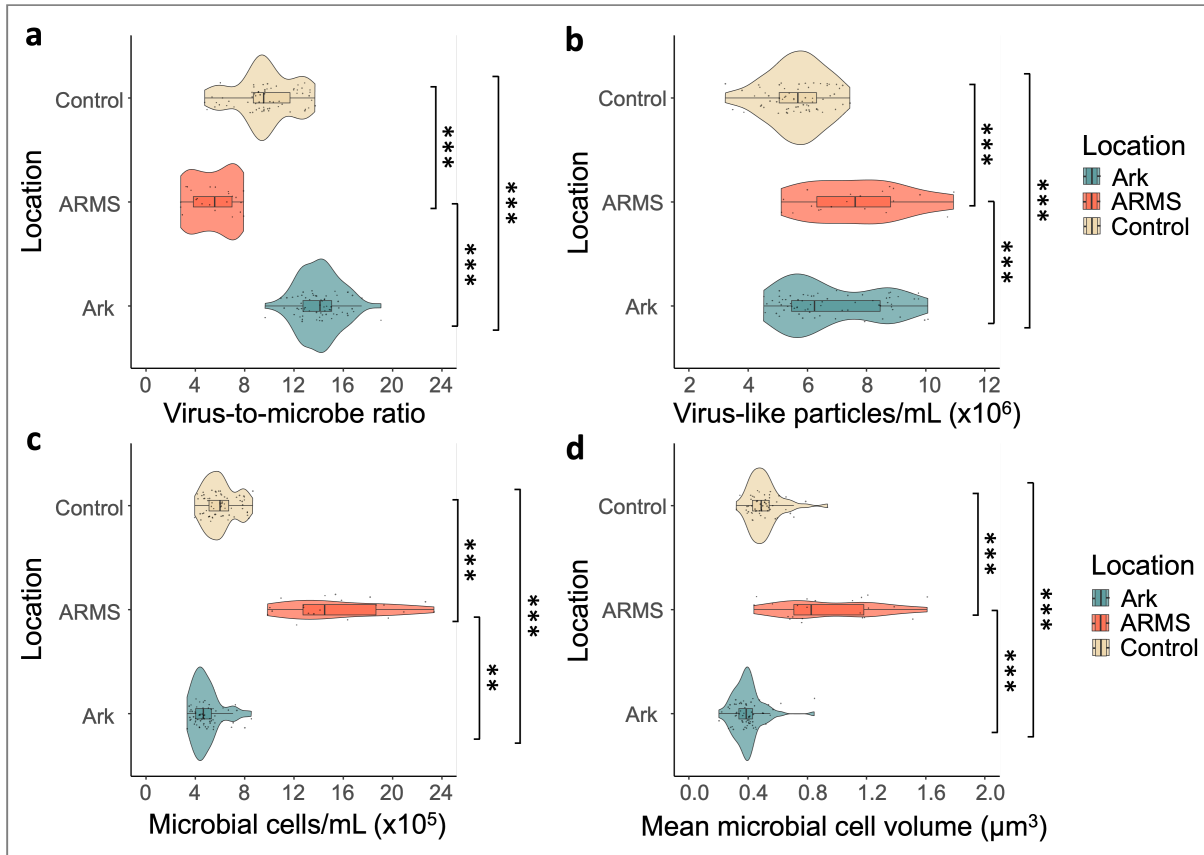 a
Location
Control
ARMS
Ark
***
***
***
0 4 8 12 16 20 24
Virus-to-microbe ratio
b
Location
Control
ARMS
Ark
***
***
***
2 4 6 8 10 12
Virus-like particles/mL (x10⁶)
Location
Ark
ARMS
Control
c
Location
Control
ARMS
Ark
***
**
***
0 4 8 12 16 20 24
Microbial cells/mL (x10⁵)
d
Location
Control
ARMS
Ark
***
***
***
0.0 0.4 0.8 1.2 1.6 2.0
Mean microbial cell volume (µm³)
Location
Ark
ARMS
Control